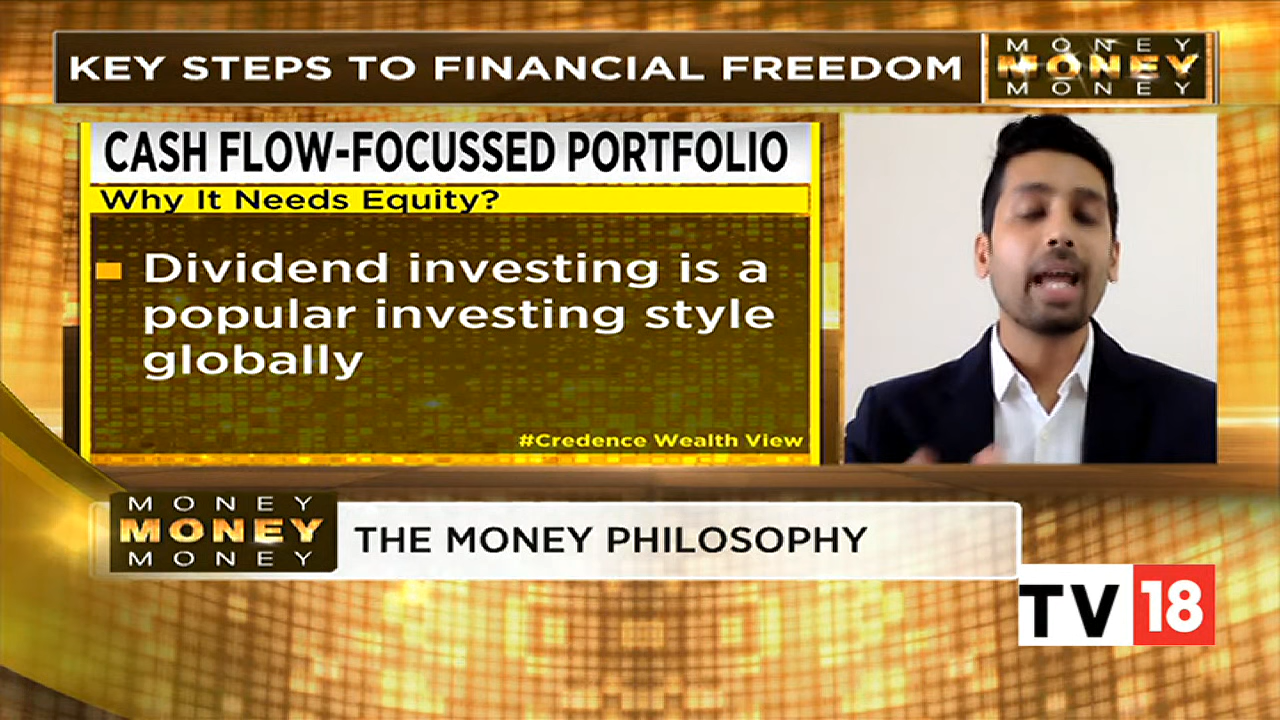 KEY STEPS TO FINANCIAL FREEDOM
MONEY
MONEY
MONEY
CASH FLOW-FOCUSSED PORTFOLIO
Why It Needs Equity?
Dividend investing is a
popular investing style
globally
#Credence Wealth View
MONEY
MONEY
MONEY
THE MONEY PHILOSOPHY
TV18